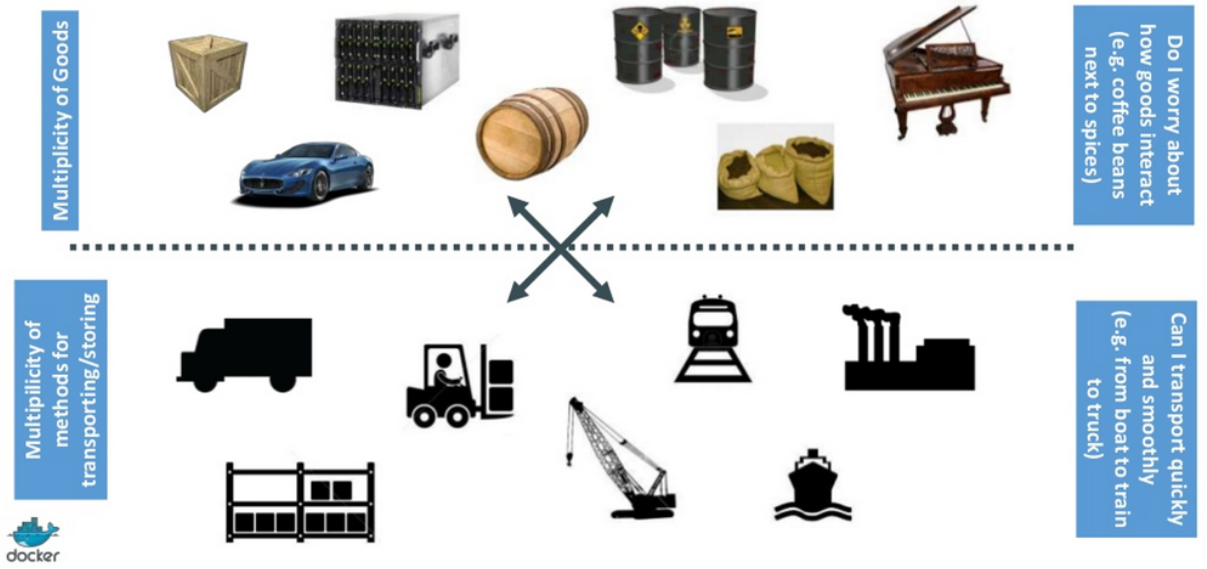 Multiplicity of Goods
Do I worry about
how goods interact
(e.g. coffee beans
next to spices)
Multipilicity of
methods for
transporting/storing
Can I transport quickly
and smoothly
(e.g. from boat to train
to truck)
docker